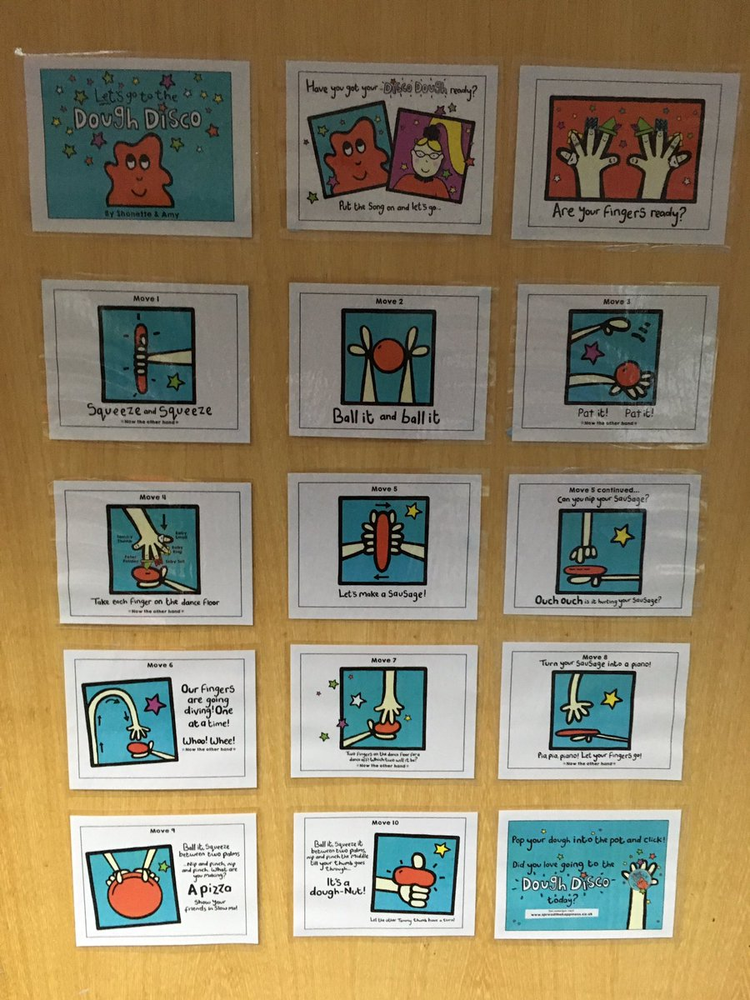 Let's go to the
Dough Disco
By Shonette & Amy
Have you got your Disco Dough ready?
Put the song on and let's go...
Are your fingers ready?
Move 1
Squeeze and Squeeze
*Now the other hand*
Move 2
Ball it and ball it
Move 3
Pat it! Pat it!
*Now the other hand*
Move 4
Tommy
Thumb
Peter
Pointer
Baby
Small
Ruby
Ring
Toby Tall
Take each finger on the dance floor
*Now the other hand*
Move 5
Let's make a Sausage!
Move 5 continued...
Can you nip your Sausage?
Ouch Ouch is it hurting your Sausage?
Move 6
Our fingers
are going
diving! One
at a time!
Whoo! Whee!
*Now the other hand*
Move 7
Two fingers on the dance floor for a
dance off! Which two will it be?
*Now the other hand*
Move 8
Turn your Sausage into a piano!
Pia, pia, piano! Let your fingers go!
*Now the other hand*
Move 9
Ball it, Squeeze
between two palms
...Nip and pinch, nip
and pinch. What are
you making?
A pizza
Show your
friends in Slow mo!
Move 10
Ball it, Squeeze it
between two palms,
nip and pinch the middle
till your thumb goes
through...
It's a
dough-Nut!
Let the other Tommy thumb have a turn!
Pop your dough into the pot and click!
Did you love going to the
Dough Disco
today?
www.spreadthehappiness.co.uk